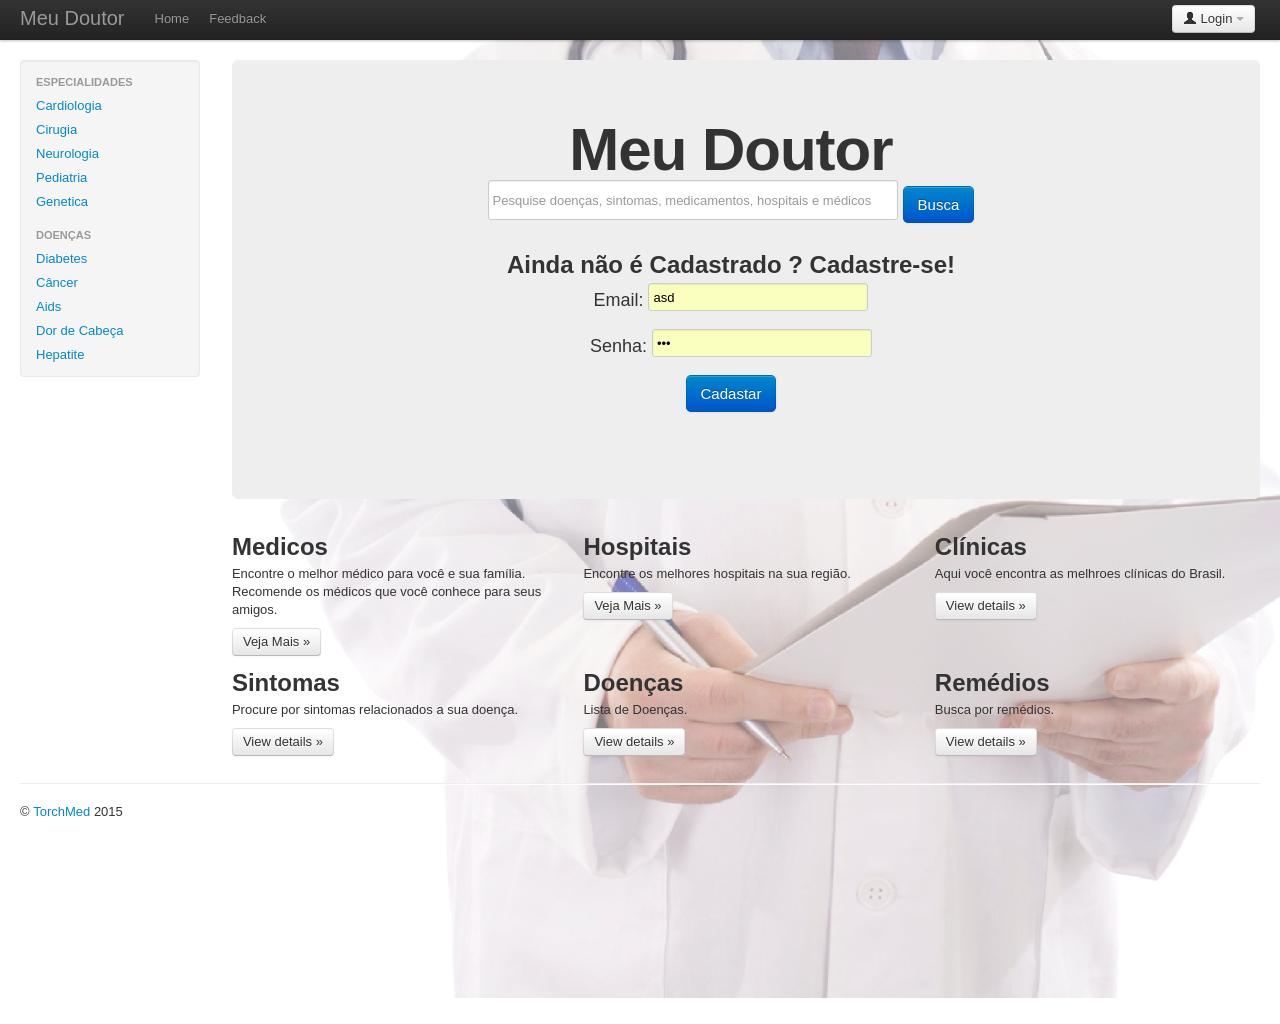 Meu Doutor Home Feedback Login
ESPECIALIDADES
Cardiologia
Cirugia
Neurologia
Pediatria
Genetica
DOENÇAS
Diabetes
Câncer
Aids
Dor de Cabeça
Hepatite
Meu Doutor
Pesquise doenças, sintomas, medicamentos, hospitais e médicos Busca
Ainda não é Cadastrado ? Cadastre-se!
Email: asd
Senha: •••
Cadastar
Medicos
Encontre o melhor médico para você e sua família.
Recomende os médicos que você conhece para seus
amigos.
Veja Mais »
Hospitais
Encontre os melhores hospitais na sua região.
Veja Mais »
Clínicas
Aqui você encontra as melhroes clínicas do Brasil.
View details »
Sintomas
Procure por sintomas relacionados a sua doença.
View details »
Doenças
Lista de Doenças.
View details »
Remédios
Busca por remédios.
View details »
© TorchMed 2015